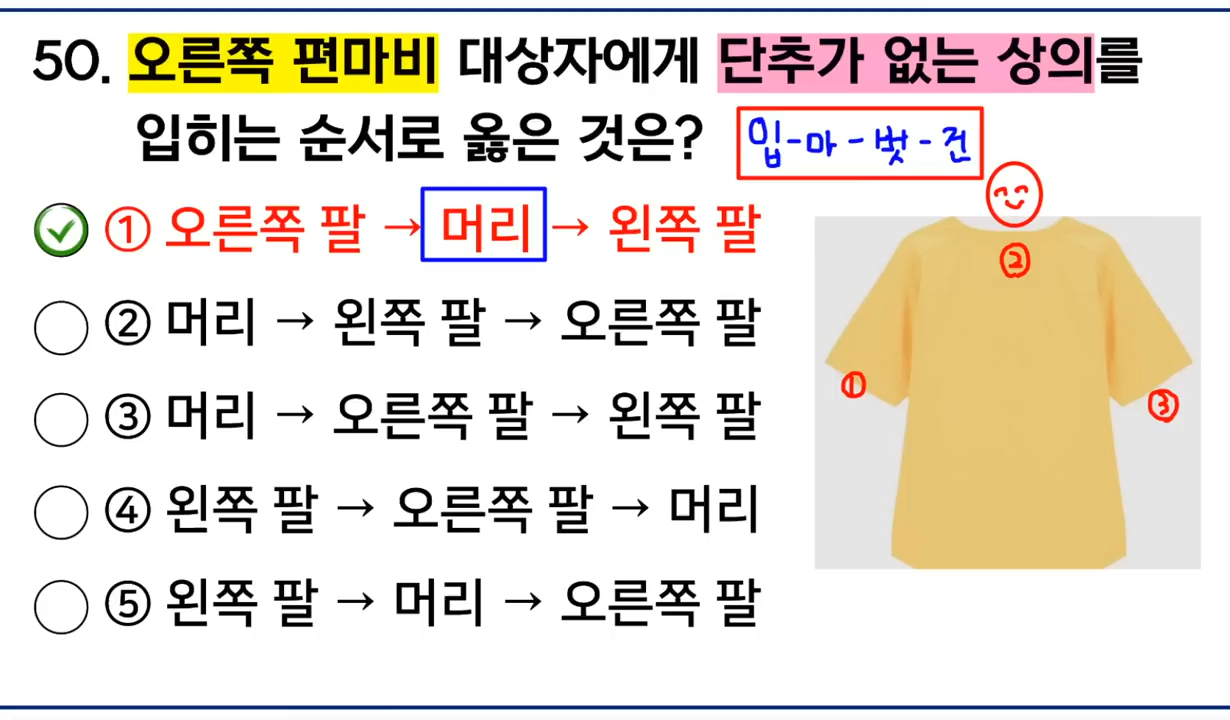 50. 오른쪽 편마비 대상자에게 단추가 없는 상의를
입히는 순서로 옳은 것은?
입-마-벗-건
① 오른쪽 팔 → 머리 → 왼쪽 팔
② 머리 → 왼쪽 팔 → 오른쪽 팔
③ 머리 → 오른쪽 팔 → 왼쪽 팔
④ 왼쪽 팔 → 오른쪽 팔 → 머리
⑤ 왼쪽 팔 → 머리 → 오른쪽 팔
②
①
③